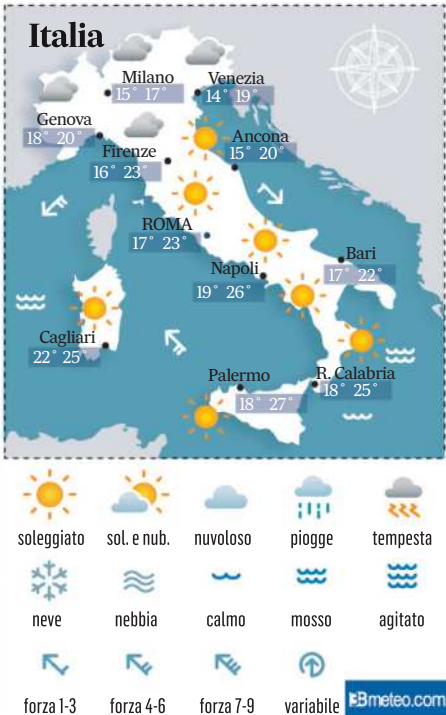 Italia
Milano
15° 17°
Venezia
14° 19°
Genova
18° 20°
Firenze
16° 23°
Ancona
15° 20°
ROMA
17° 23°
Napoli
19° 26°
Bari
17° 22°
Cagliari
22° 25°
Palermo
18° 27°
R. Calabria
18° 25°
soleggiato sol. e nub. nuvoloso piogge tempesta
neve nebbia calmo mosso agitato
forza 1-3 forza 4-6 forza 7-9 variabile
3Bmeteo.com